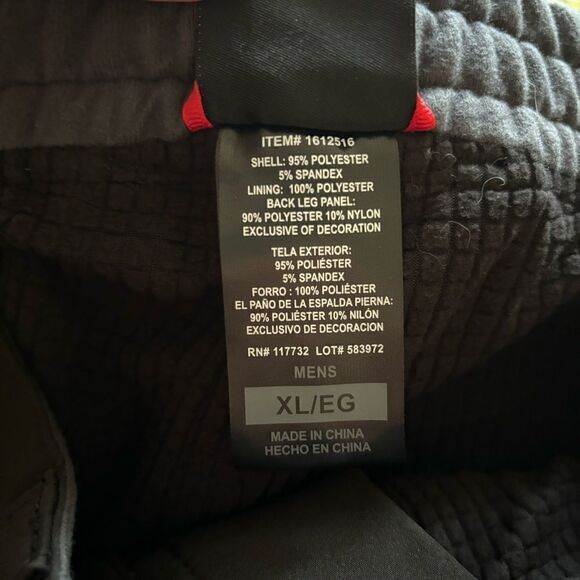 ITEM# 1612516
SHELL: 95% POLYESTER
5% SPANDEX
LINING: 100% POLYESTER
BACK LEG PANEL:
90% POLYESTER 10% NYLON
EXCLUSIVE OF DECORATION
TELA EXTERIOR:
95% POLIÉSTER
5% SPANDEX
FORRO : 100% POLIÉSTER
EL PAÑO DE LA ESPALDA PIERNA:
90% POLIÉSTER 10% NILÓN
EXCLUSIVO DE DECORACION
RN# 117732 LOT# 583972
MENS
XL/EG
MADE IN CHINA
HECHO EN CHINA